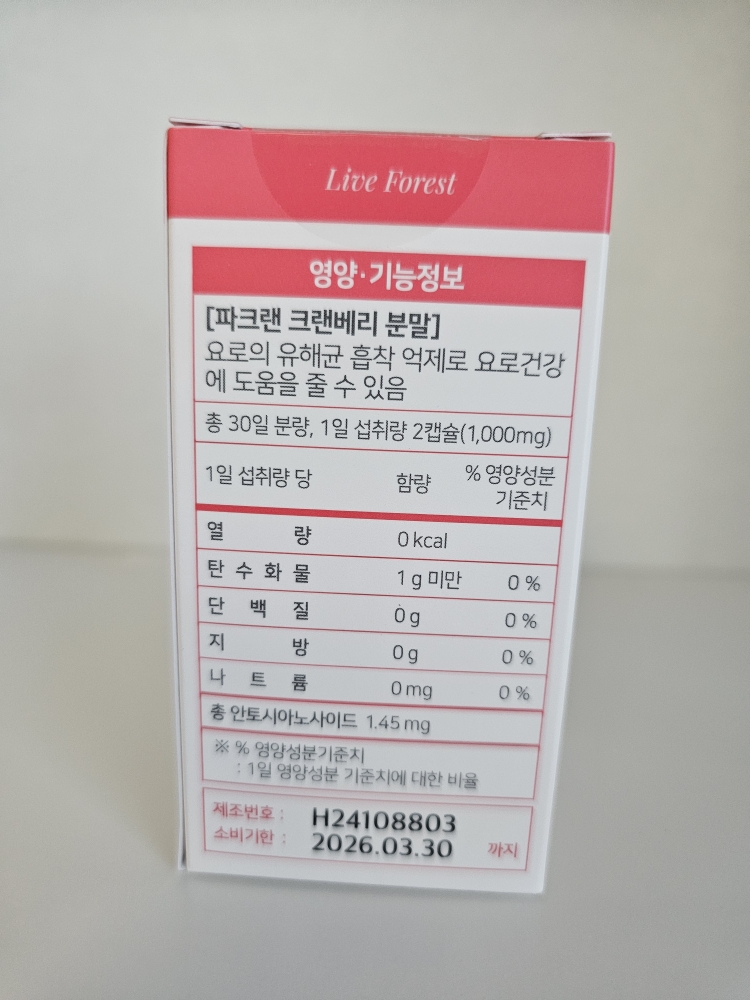 Live Forest
영양·기능정보
[파크랜 크랜베리 분말]
요로의 유해균 흡착 억제로 요로건강
에 도움을 줄 수 있음
총 30일 분량, 1일 섭취량 2캡슐(1,000mg)
1일 섭취량 당 함량 % 영양성분
기준치
열 량 0 kcal
탄 수 화 물 1 g 미만 0 %
단 백 질 0 g 0 %
지 방 0 g 0 %
나 트 륨 0 mg 0 %
총 안토시아노사이드 1.45 mg
※ % 영양성분기준치
: 1일 영양성분 기준치에 대한 비율
제조번호 : H24108803
소비기한 : 2026.03.30 까지